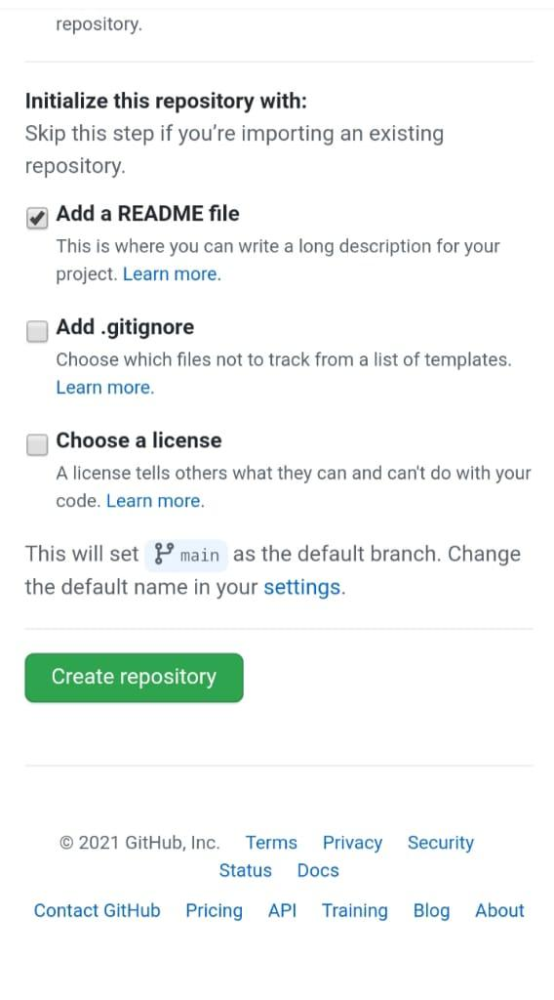 repository.
Initialize this repository with:
Skip this step if you're importing an existing
repository.
Add a README file
This is where you can write a long description for your
project. Learn more.
Add .gitignore
Choose which files not to track from a list of templates.
Learn more.
Choose a license
A license tells others what they can and can't do with your
code. Learn more.
This will set main as the default branch. Change
the default name in your settings.
Create repository
© 2021 GitHub, Inc. Terms Privacy Security
Status Docs
Contact GitHub Pricing API Training Blog About